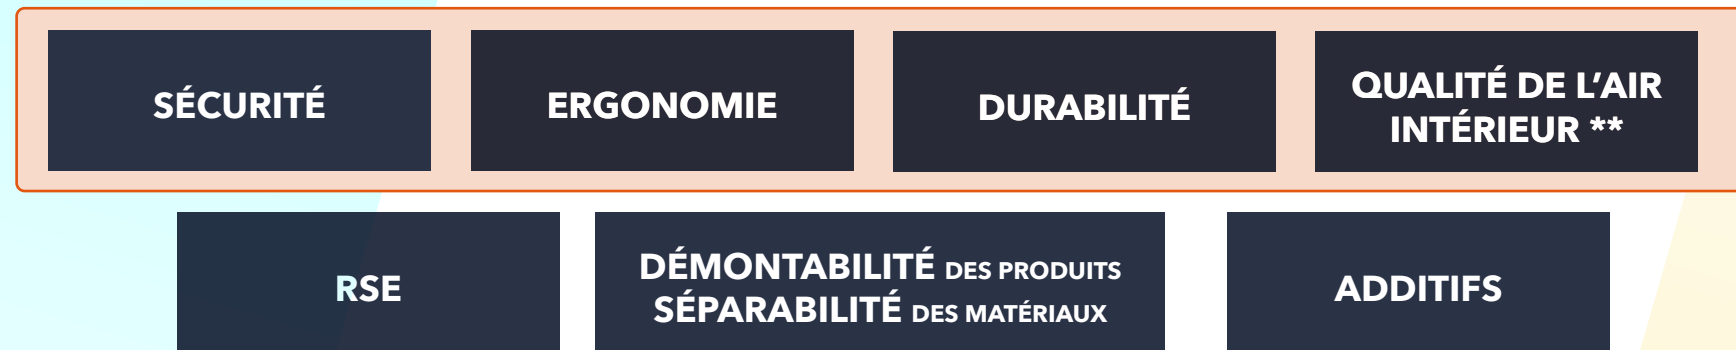 SÉCURITÉ
ERGONOMIE
DURABILITÉ
QUALITÉ DE L’AIR
INTÉRIEUR **
RSE
DÉMONTABILITÉ DES PRODUITS
SÉPARABILITÉ DES MATÉRIAUX
ADDITIFS